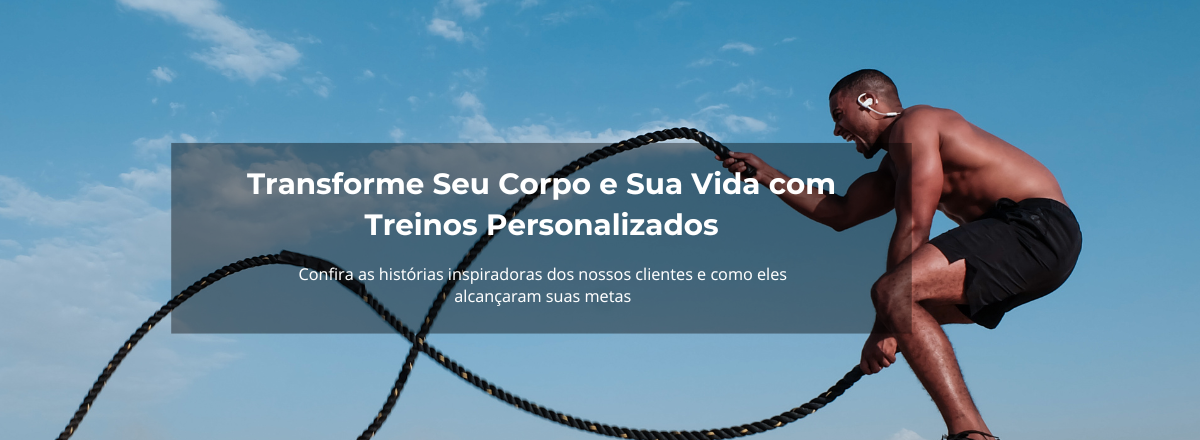 Transforme Seu Corpo e Sua Vida com
Treinos Personalizados
Confira as histórias inspiradoras dos nossos clientes e como eles
alcançaram suas metas